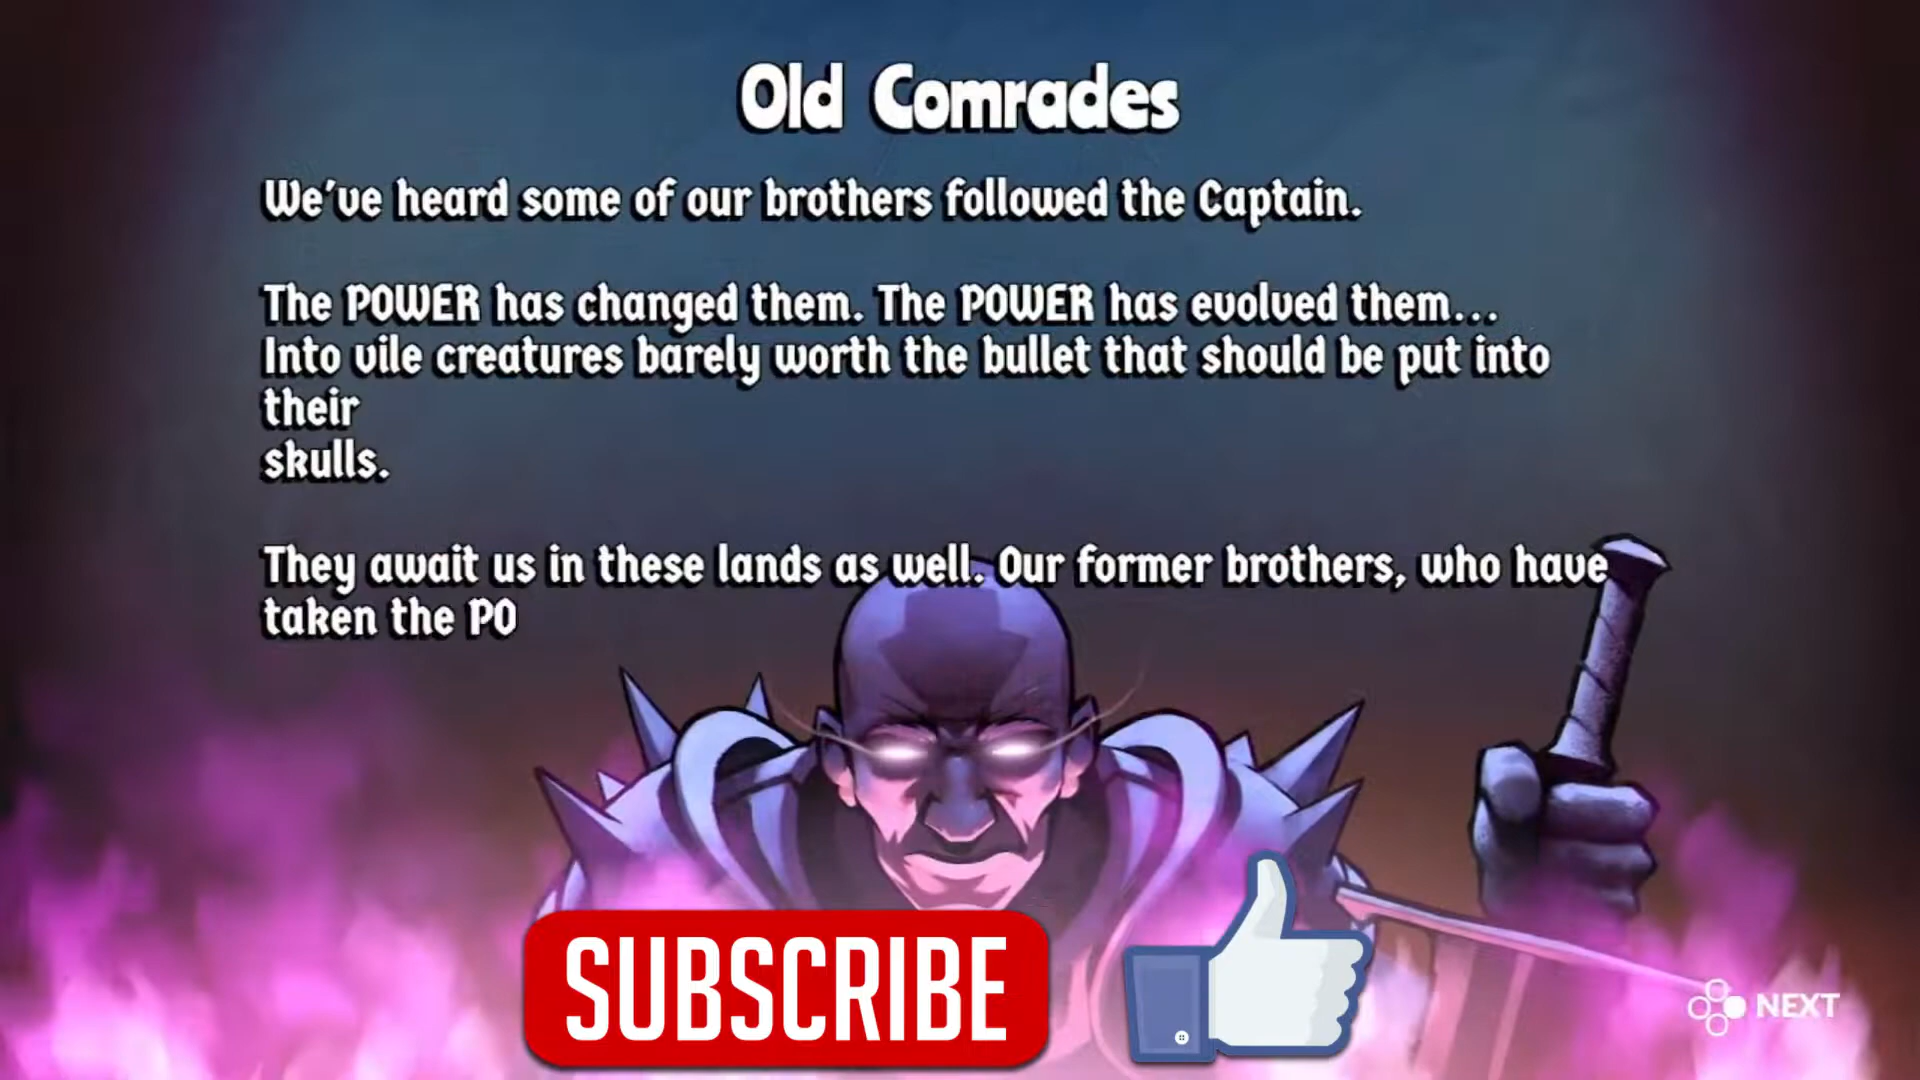 Old Comrades
We've heard some of our brothers followed the Captain.
The POWER has changed them. The POWER has evolved them...
Into vile creatures barely worth the bullet that should be put into
their
skulls.
They await us in these lands as well. Our former brothers, who have
taken the PO
SUBSCRIBE
NEXT